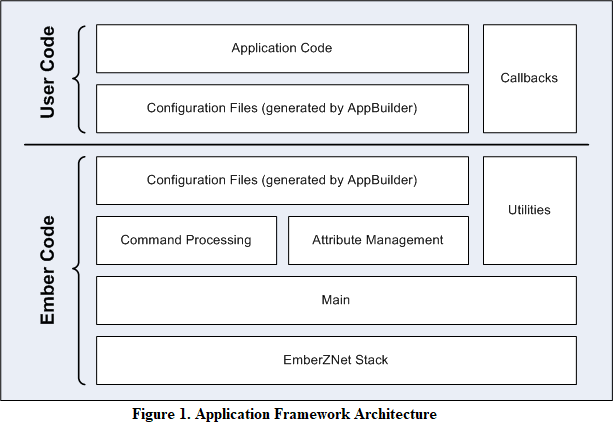 User Code
Application Code
Configuration Files (generated by AppBuilder)
Callbacks
Ember Code
Configuration Files (generated by AppBuilder)
Utilities
Command Processing
Attribute Management
Main
EmberZNet Stack
Figure 1. Application Framework Architecture